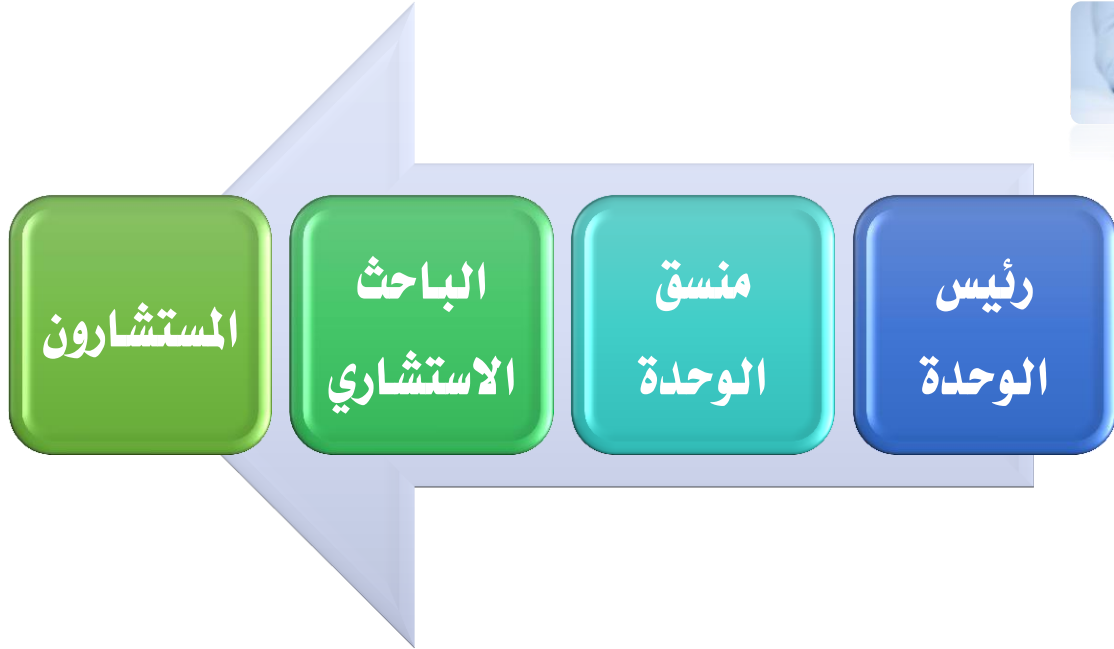 رئيس
الوحدة
منسق
الوحدة
الباحث
الاستشاري
المستشارون